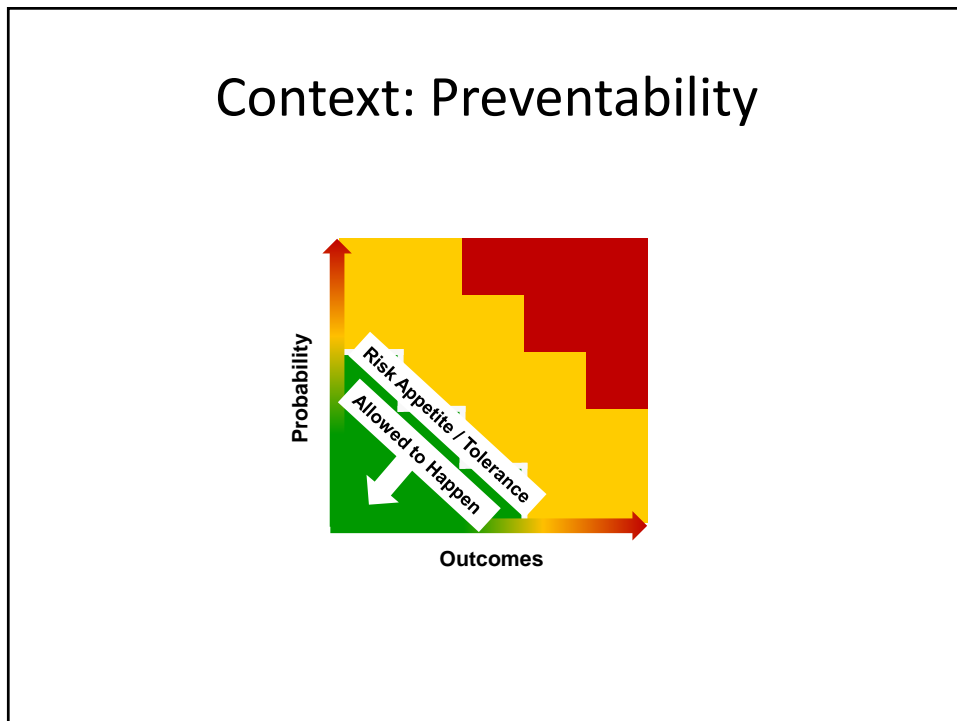 Context: Preventability
Probability
Risk Appetite / Tolerance
Allowed to Happen
Outcomes